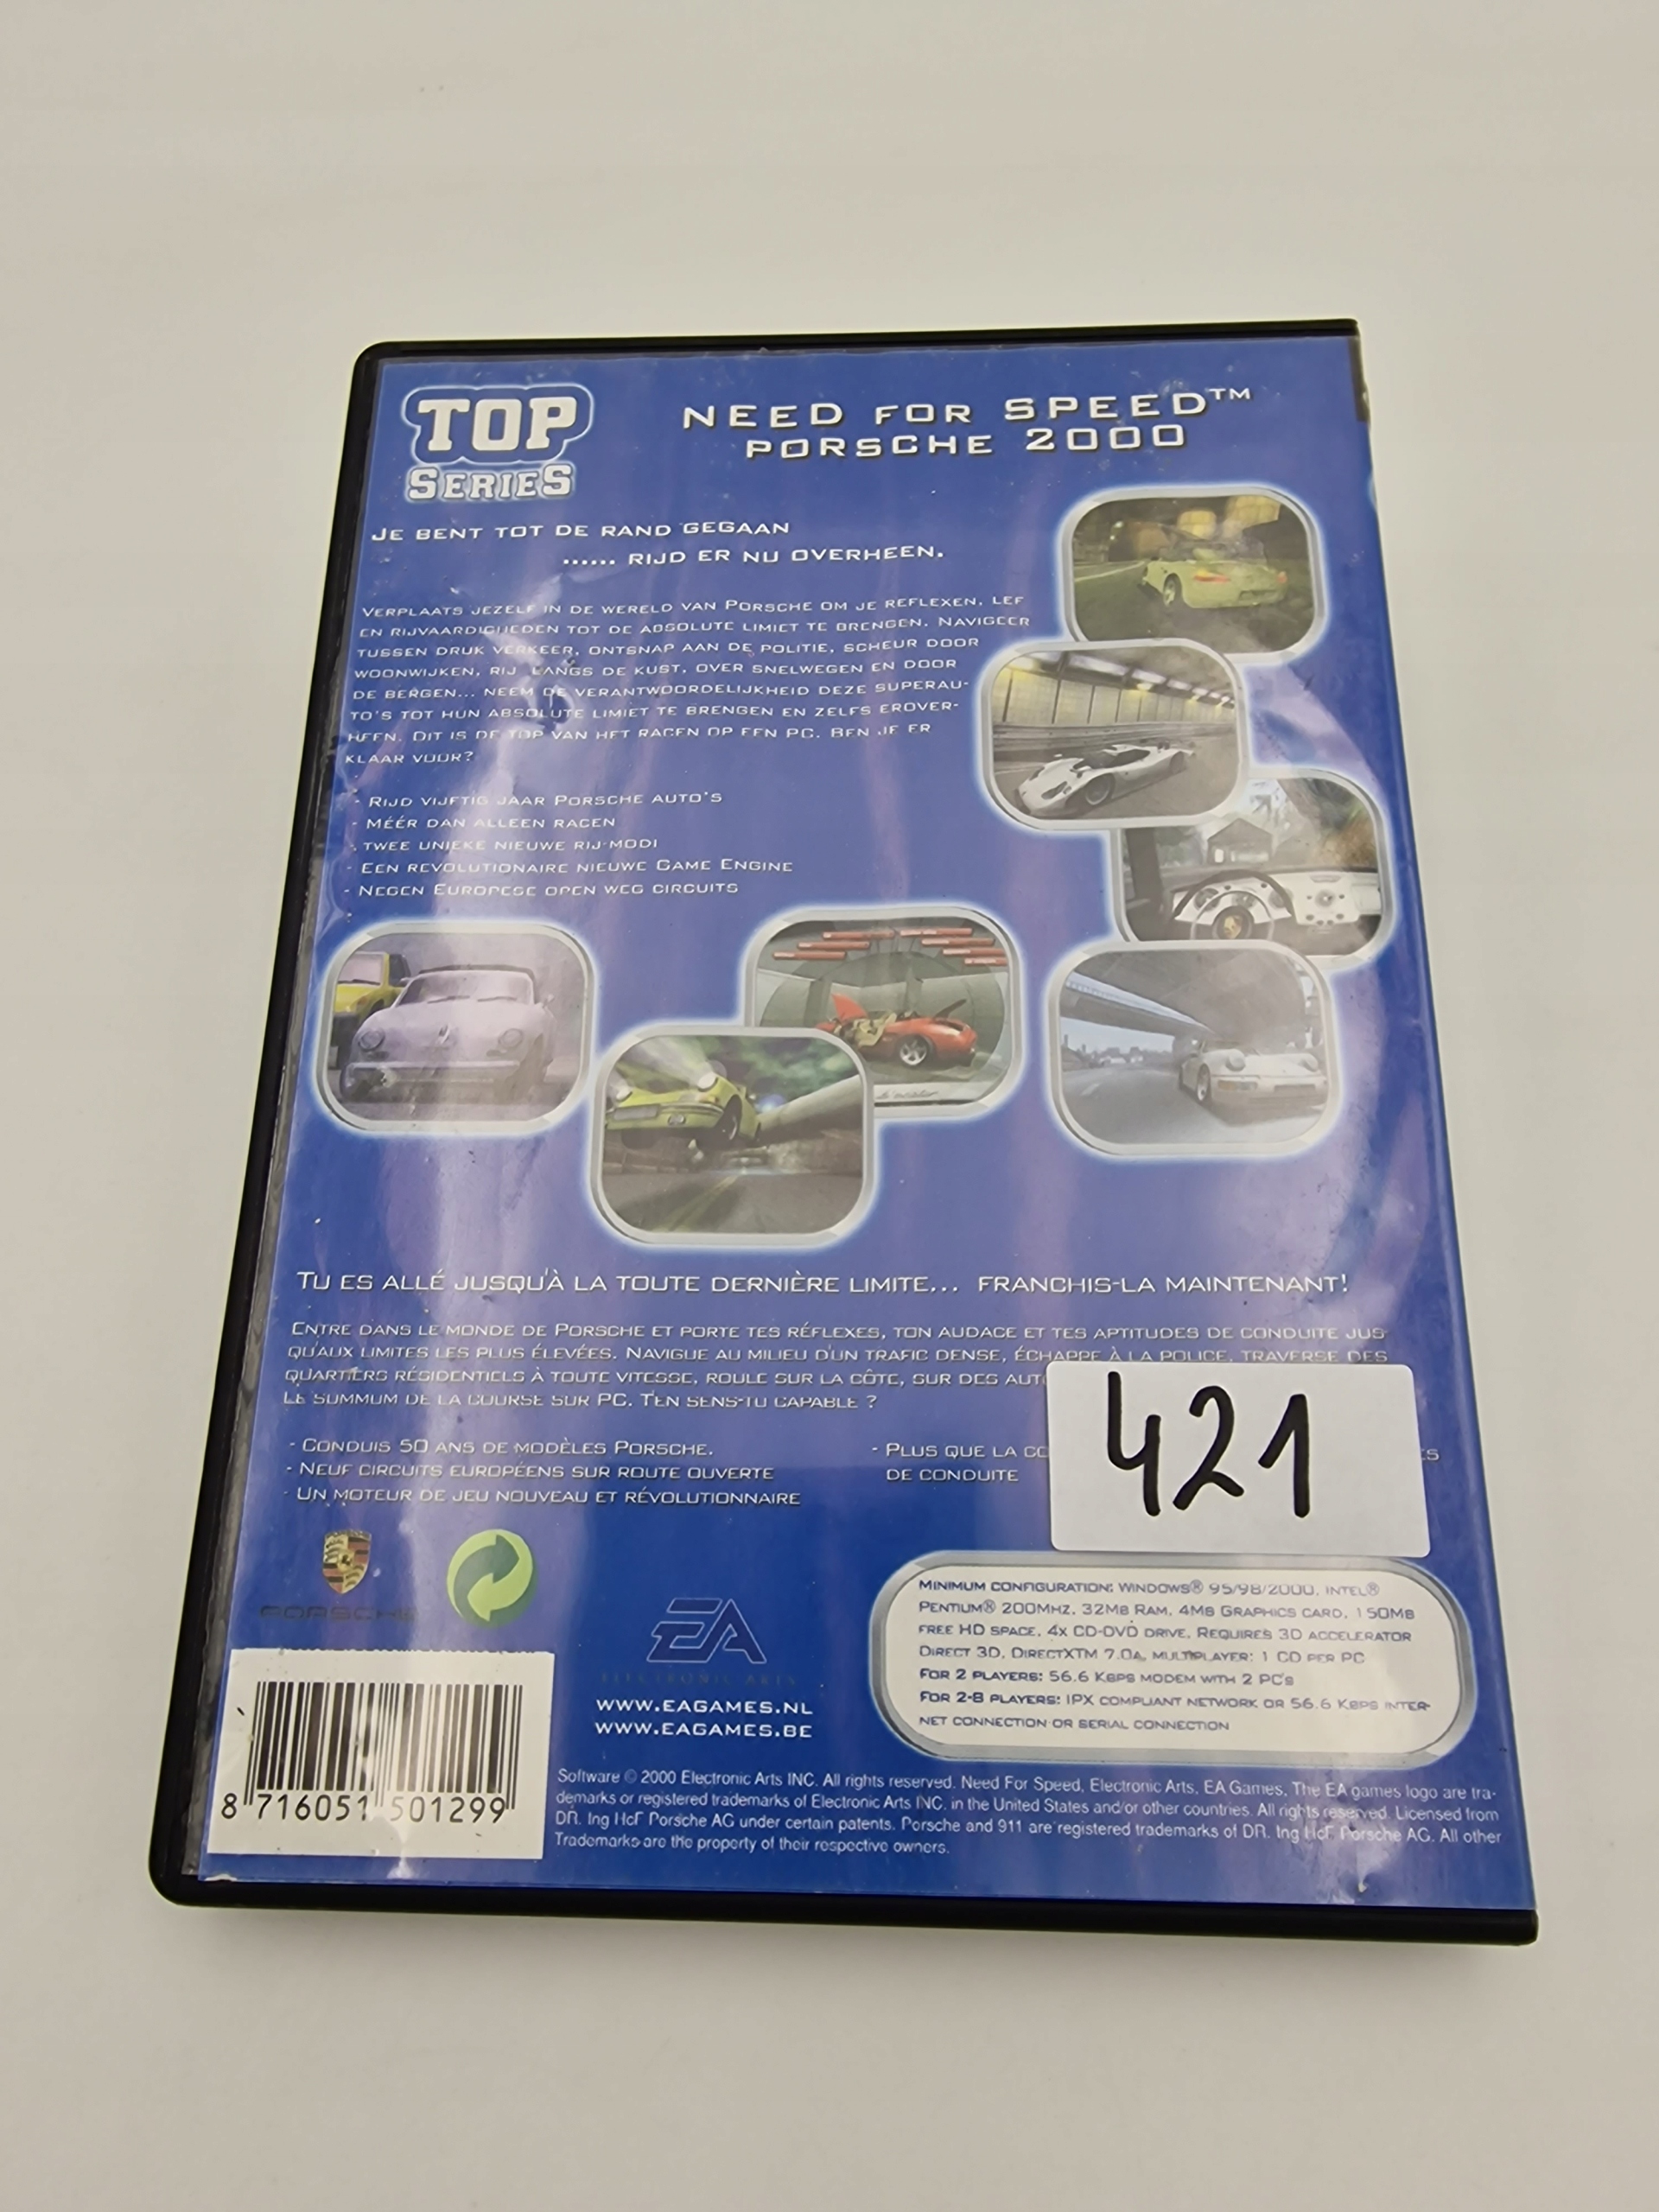 TOP
SERIES
NEED FOR SPEED™
PORSCHE 2000
JE BENT TOT DE RAND GEGAAN
...... RIJD ER NU OVERHEEN.
VERPLAATS JEZELF IN DE WERELD VAN PORSCHE OM JE REFLEXEN, LEF
EN RIJVAARDIGHEDEN TOT DE ABSOLUTE LIMIET TE BRENGEN. NAVIGEER
TUSSEN DRUK VERKEER, ONTSNAP AAN DE POLITIE, SCHEUR DOOR
WOONWIJKEN, RIJ LANGS DE KUST, OVER SNELWEGEN EN DOOR
DE BERGEN... NEEM DE VERANTWOORDELIJKHEID DEZE SUPERAU-
TO'S TOT HUN ABSOLUTE LIMIET TE BRENGEN EN ZELFS EROVER-
HEEN. DIT IS DE TOP VAN HET RACEN OP EEN PC. BEN JE ER
KLAAR VOOR?
- RIJD VIJFTIG JAAR PORSCHE AUTO'S
- MÉÉR DAN ALLEEN RACEN
- TWEE UNIEKE NIEUWE RIJ-MODI
- EEN REVOLUTIONAIRE NIEUWE GAME ENGINE
- NEGEN EUROPESE OPEN WEG CIRCUITS
TU ES ALLÉ JUSQU'À LA TOUTE DERNIÈRE LIMITE... FRANCHIS-LA MAINTENANT!
ENTRE DANS LE MONDE DE PORSCHE ET PORTE TES RÉFLEXES, TON AUDACE ET TES APTITUDES DE CONDUITE JUS-
QU'AUX LIMITES LES PLUS ÉLEVÉES. NAVIGUE AU MILIEU D'UN TRAFIC DENSE, ÉCHAPPE À LA POLICE, TRAVERSE DES
QUARTIERS RÉSIDENTIELS À TOUTE VITESSE, ROULE SUR LA CÔTE, SUR DES
LE SUMMUM DE LA COURSE SUR PC. T'EN SENS-TU CAPABLE ?
421
- CONDUIS 50 ANS DE MODÈLES PORSCHE.
- NEUF CIRCUITS EUROPÉENS SUR ROUTE OUVERTE
- UN MOTEUR DE JEU NOUVEAU ET RÉVOLUTIONNAIRE
- PLUS QUE LA
DE CONDUITE
PORSCHE
EA
ELECTRONIC ARTS
WWW.EAGAMES.NL
WWW.EAGAMES.BE
MINIMUM CONFIGURATION: WINDOWS® 95/98/2000, INTEL®
PENTIUM® 200MHZ, 32MB RAM, 4MB GRAPHICS CARD, 150MB
FREE HD SPACE, 4X CD-DVD DRIVE, REQUIRES 3D ACCELERATOR
DIRECT 3D, DIRECTXTM 7.0A, MULTIPLAYER: 1 CD PER PC
FOR 2 PLAYERS: 56.6 KBPS MODEM WITH 2 PC'S
FOR 2-8 PLAYERS: IPX COMPLIANT NETWORK OR 56.6 KBPS INTER-
NET CONNECTION OR SERIAL CONNECTION
8 716051 501299
Software © 2000 Electronic Arts INC. All rights reserved. Need For Speed, Electronic Arts, EA Games, The EA games logo are tra-
demarks or registered trademarks of Electronic Arts INC. in the United States and/or other countries. All rights reserved. Licensed from
DR. Ing HcF Porsche AG under certain patents. Porsche and 911 are registered trademarks of DR. Ing HcF Porsche AG. All other
Trademarks are the property of their respective owners.